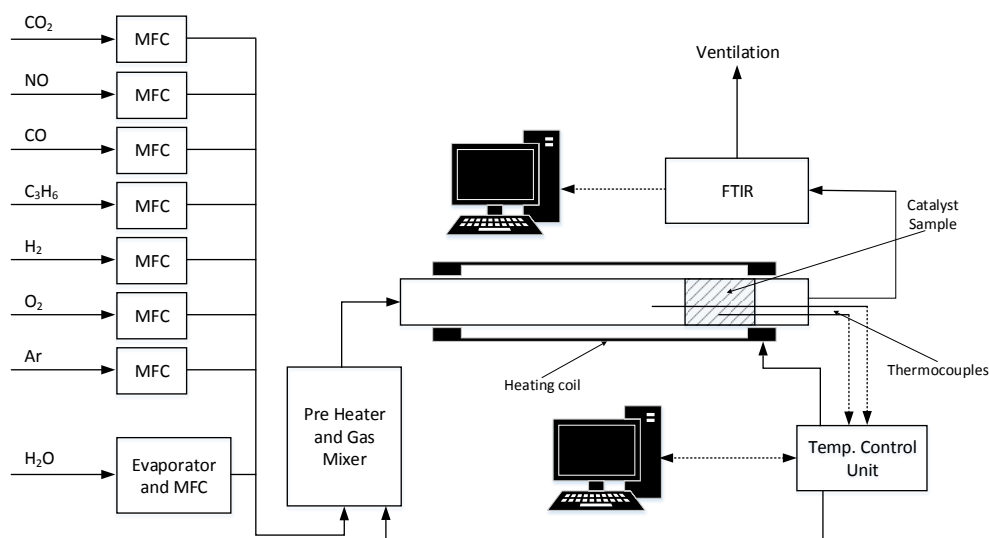 CO₂
MFC
NO
MFC
CO
MFC
C₃H₆
MFC
H₂
MFC
O₂
MFC
Ar
MFC
H₂O
Evaporator
and MFC
Pre Heater
and Gas
Mixer
Ventilation
FTIR
Catalyst
Sample
Heating coil
Thermocouples
Temp. Control
Unit